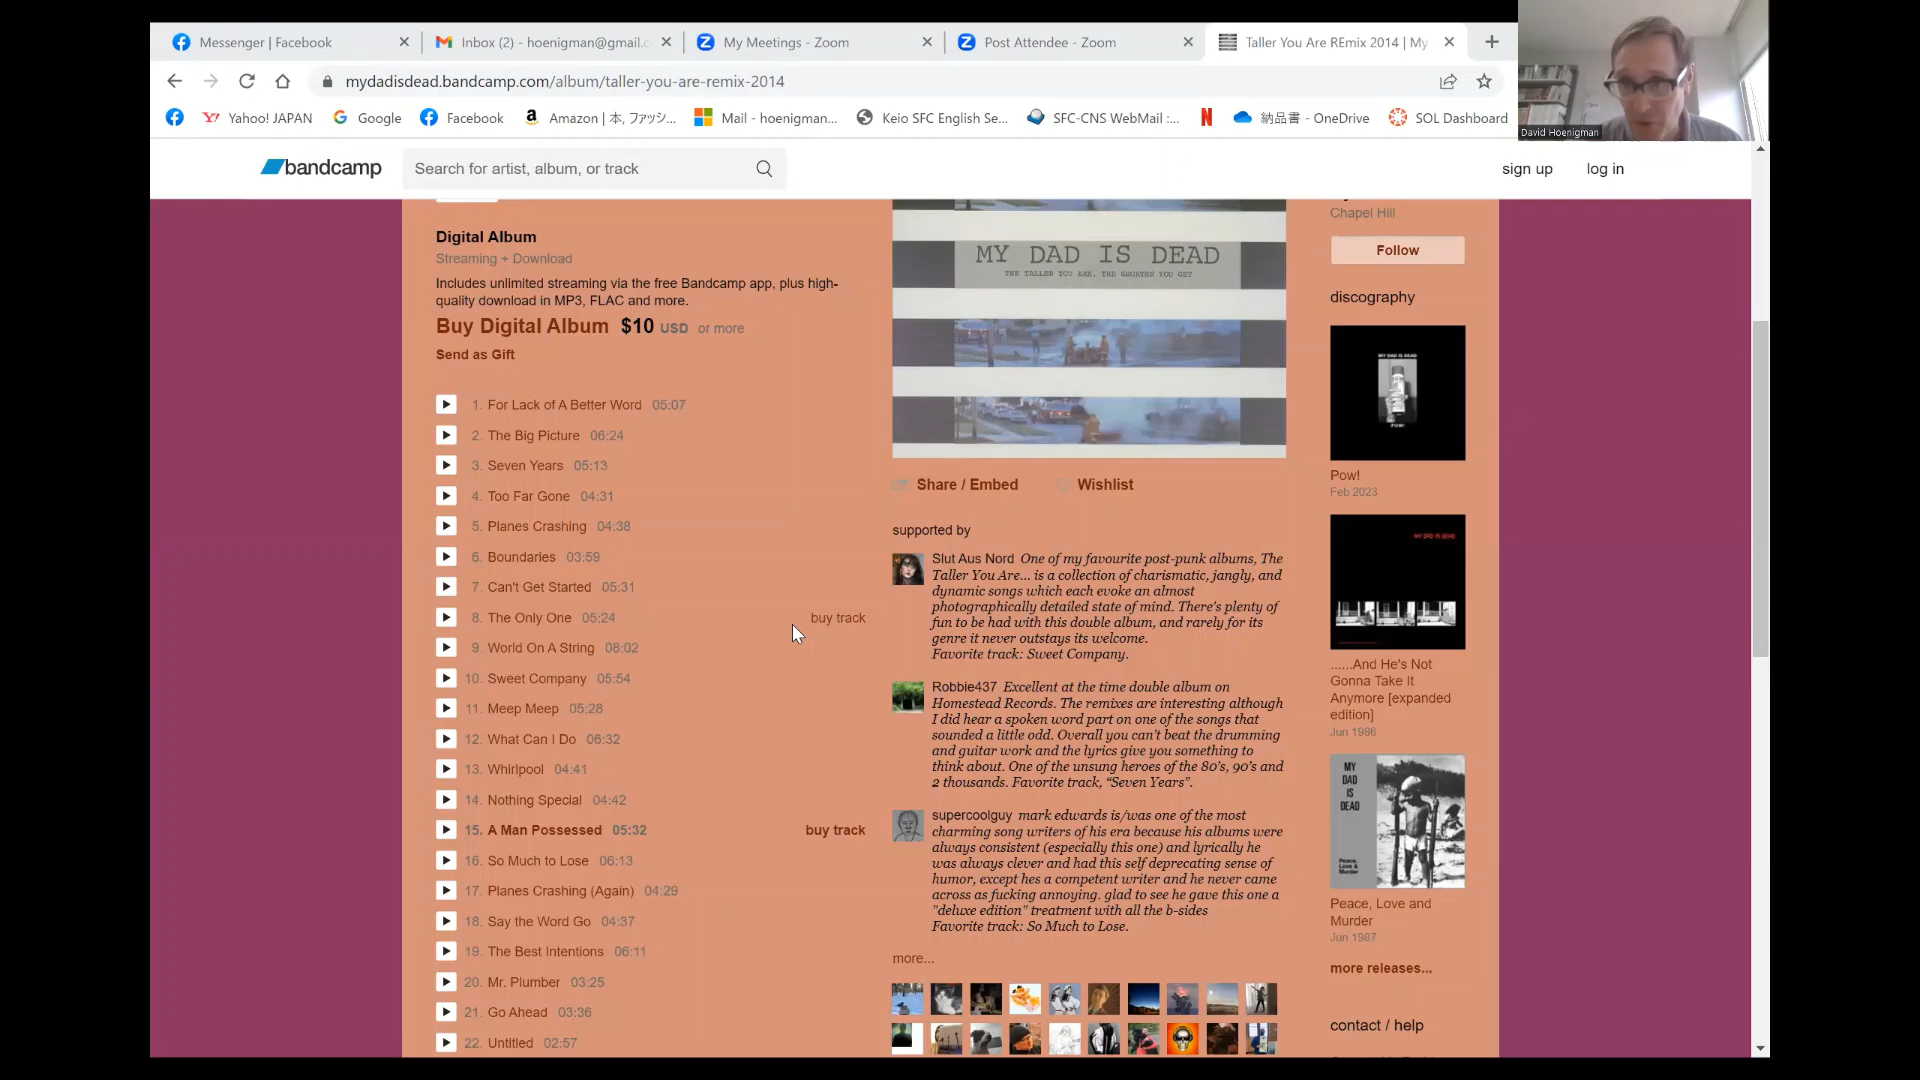 Messenger | Facebook
Inbox (2) - hoenigman@gmail.c
My Meetings - Zoom
Post Attendee - Zoom
Taller You Are REmix 2014 | My
mydadisdead.bandcamp.com/album/taller-you-are-remix-2014
Yahoo! JAPAN
Google
Facebook
Amazon | 本, ファッシ...
Mail - hoenigman...
Keio SFC English Se...
SFC-CNS WebMail :...
納品書 - OneDrive
SOL Dashboard
David Hoenigman
bandcamp
Search for artist, album, or track
sign up
log in
Digital Album
Streaming + Download
Includes unlimited streaming via the free Bandcamp app, plus high-
quality download in MP3, FLAC and more.
Buy Digital Album $10 USD or more
Send as Gift
1. For Lack of A Better Word 05:07
2. The Big Picture 06:24
3. Seven Years 05:13
4. Too Far Gone 04:31
5. Planes Crashing 04:38
6. Boundaries 03:59
7. Can't Get Started 05:31
8. The Only One 05:24 buy track
9. World On A String 08:02
10. Sweet Company 05:54
11. Meep Meep 05:28
12. What Can I Do 06:32
13. Whirlpool 04:41
14. Nothing Special 04:42
15. A Man Possessed 05:32 buy track
16. So Much to Lose 06:13
17. Planes Crashing (Again) 04:29
18. Say the Word Go 04:37
19. The Best Intentions 06:11
20. Mr. Plumber 03:25
21. Go Ahead 03:36
22. Untitled 02:57
MY DAD IS DEAD
THE TALLER YOU ARE, THE SHORTER YOU GET
Share / Embed
Wishlist
supported by
Slut Aus Nord One of my favourite post-punk albums, The
Taller You Are... is a collection of charismatic, jangly, and
dynamic songs which each evoke an almost
photographically detailed state of mind. There's plenty of
fun to be had with this double album, and rarely for its
genre it never outstays its welcome.
Favorite track: Sweet Company.
Robbie437 Excellent at the time double album on
Homestead Records. The remixes are interesting although
I did hear a spoken word part on one of the songs that
sounded a little odd. Overall you can't beat the drumming
and guitar work and the lyrics give you something to
think about. One of the unsung heroes of the 80's, 90's and
2 thousands. Favorite track, “Seven Years”.
supercoolguy mark edwards is/was one of the most
charming song writers of his era because his albums were
always consistent (especially this one) and lyrically he
was always clever and had this self deprecating sense of
humor, except hes a competent writer and he never came
across as fucking annoying. glad to see he gave this one a
"deluxe edition" treatment with all the b-sides
Favorite track: So Much to Lose.
more...
Chapel Hill
Follow
discography
MY DAD IS DEAD
POW!
Pow!
Feb 2023
MY DAD IS DEAD
......And He's Not
Gonna Take It
Anymore [expanded
edition]
Jun 1986
MY
DAD
IS
DEAD
Peace,
Love &
Murder
Peace, Love and
Murder
Jun 1987
more releases...
contact / help